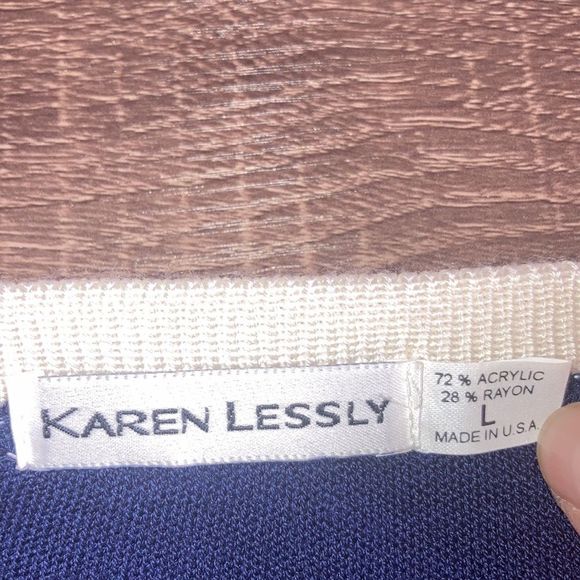 KAREN LESSLY
72 % ACRYLIC
28 % RAYON
L
MADE IN U.S.A.